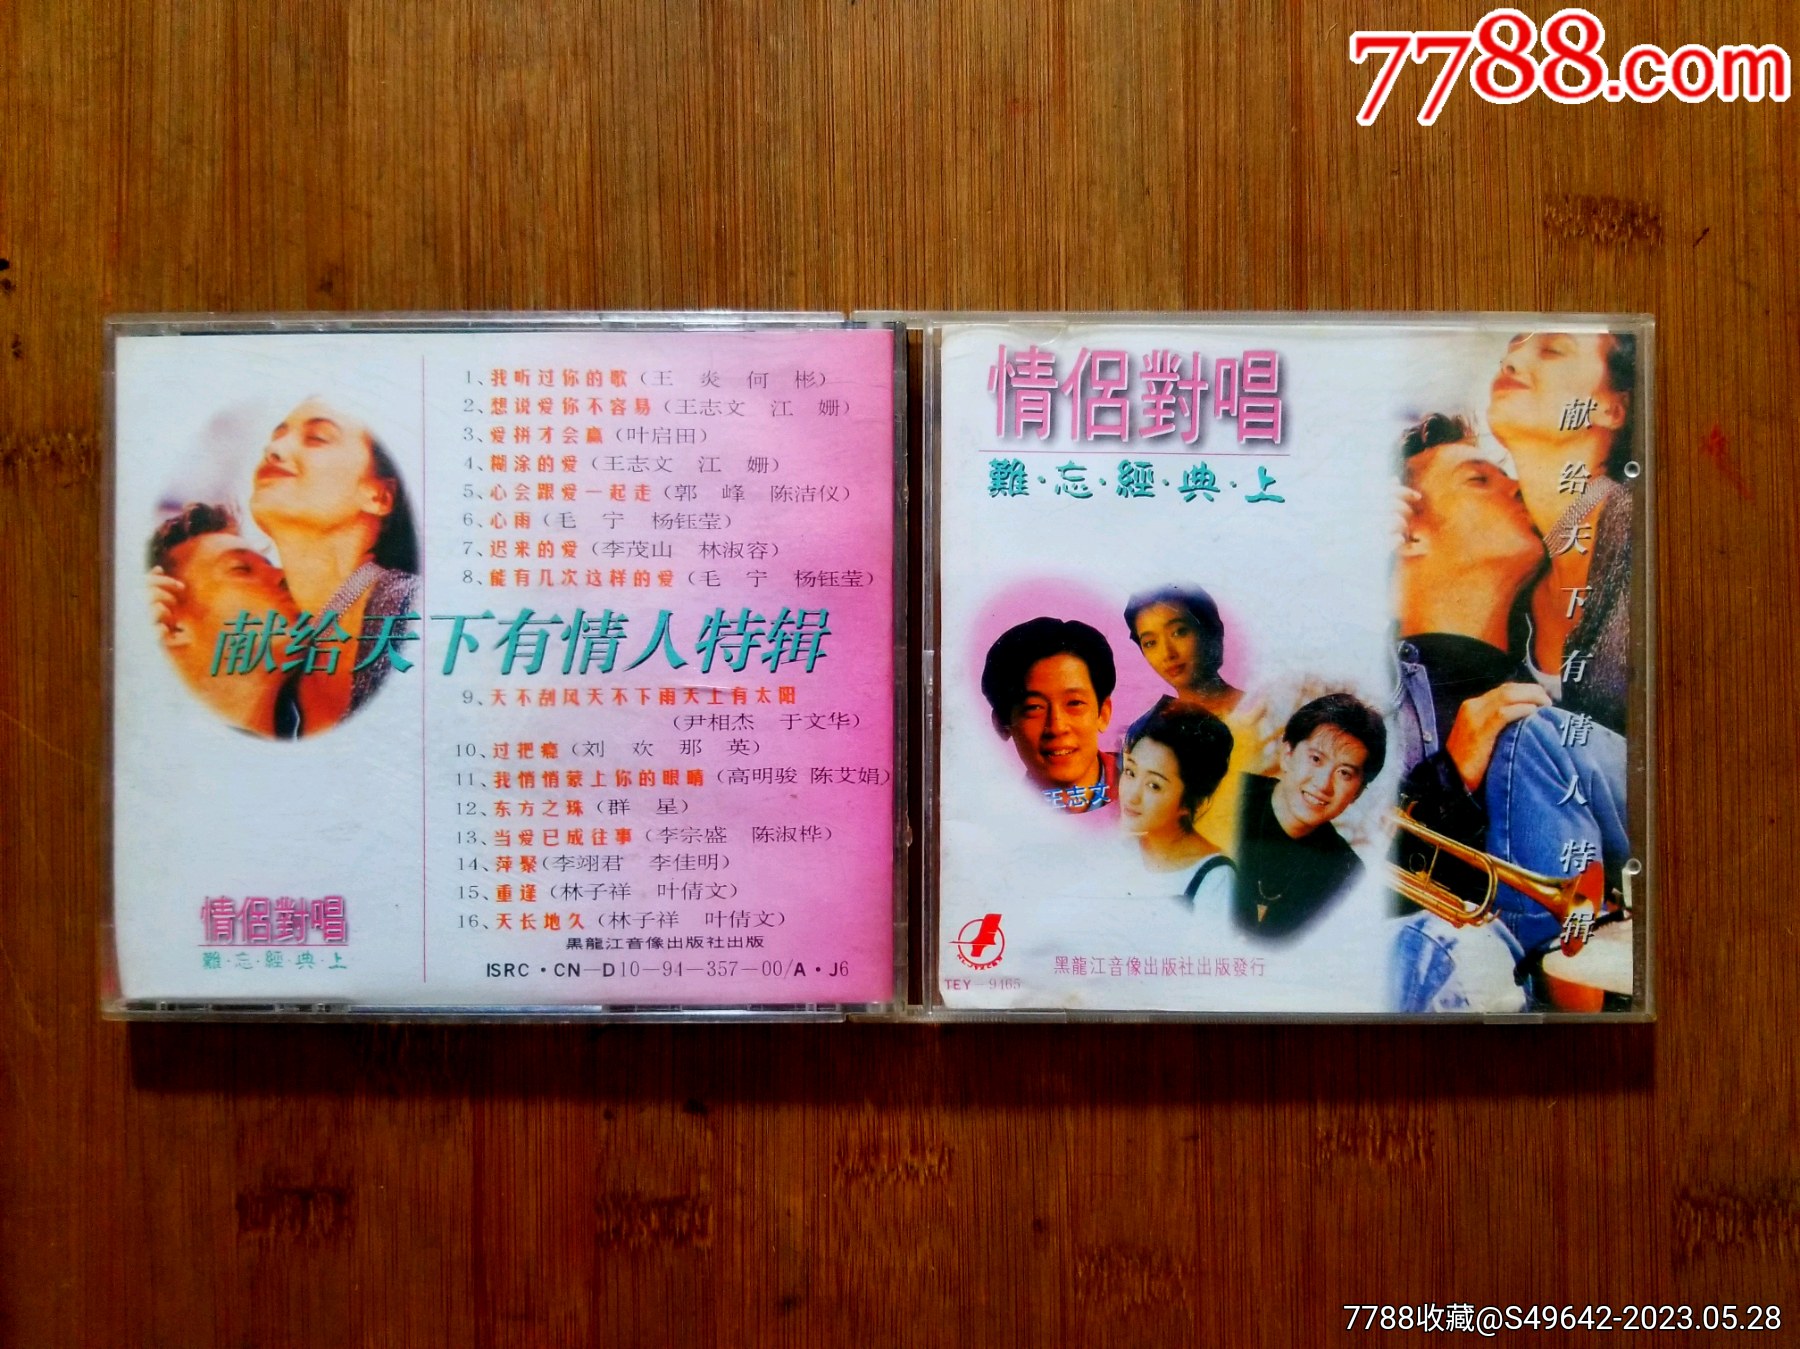 7788.com
1、我听过你的歌(王 炎 何 彬)
2、想说爱你不容易(王志文 江 姗)
3、爱拼才会赢(叶启田)
4、糊涂的爱(王志文 江 姗)
5、心会跟爱一起走(郭 峰 陈洁仪)
6、心雨(毛 宁 杨钰莹)
7、迟来的爱(李茂山 林淑容)
8、能有几次这样的爱(毛 宁 杨钰莹)
献给天下有情人特辑
9、天不刮风天不下雨天上有太阳
(尹相杰 于文华)
10、过把瘾(刘 欢 那 英)
11、我悄悄蒙上你的眼睛(高明骏 陈艾娟)
12、东方之珠(群 星)
13、当爱已成往事(李宗盛 陈淑桦)
14、萍聚(李翊君 李佳明)
15、重逢(林子祥 叶倩文)
16、天长地久(林子祥 叶倩文)
黑龍江音像出版社出版
ISRC·CN—D10—94—357—00/A·J6
情侶對唱
難·忘·經·典·上
情侶對唱
難·忘·經·典·上
献给天下有情人特辑
王志文
黑龍江音像出版社出版發行
TEY—9465
7788收藏@S49642-2023.05.28